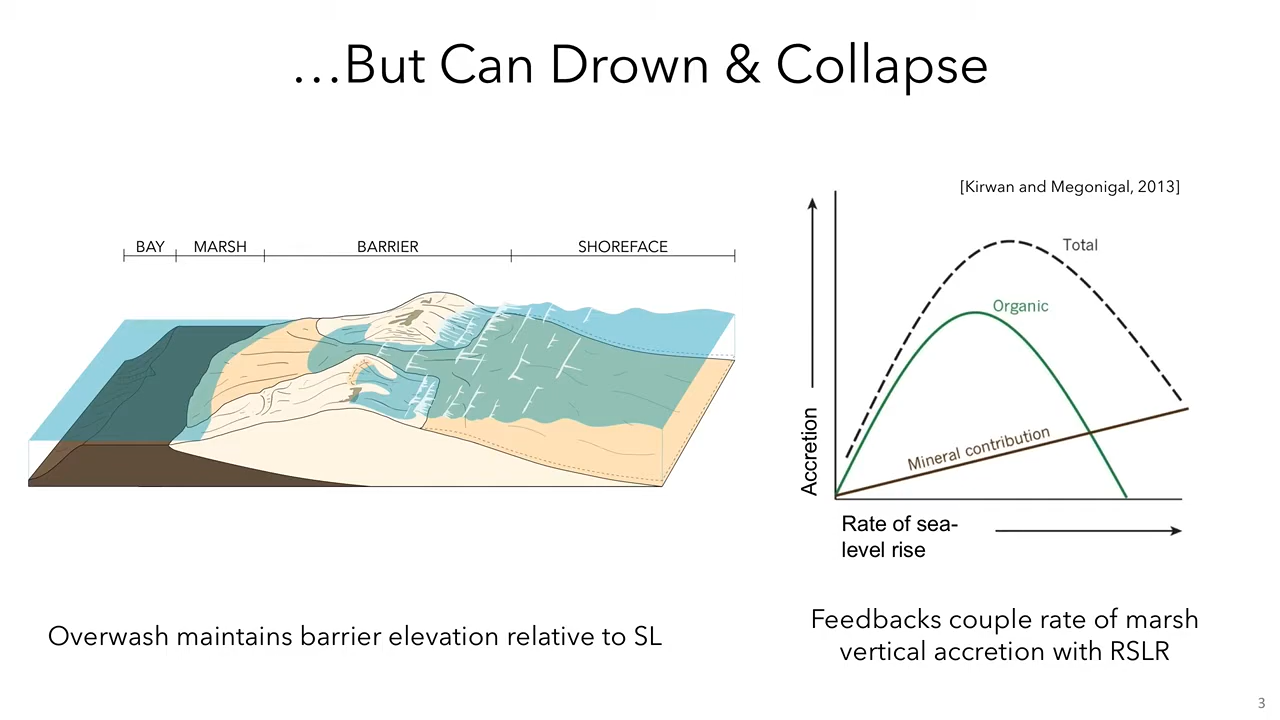 …But Can Drown & Collapse
[Kirwan and Megonigal, 2013]
BAY
MARSH
BARRIER
SHOREFACE
Total
Organic
Mineral contribution
Accretion
Rate of sea-
level rise
Overwash maintains barrier elevation relative to SL
Feedbacks couple rate of marsh
vertical accretion with RSLR
3